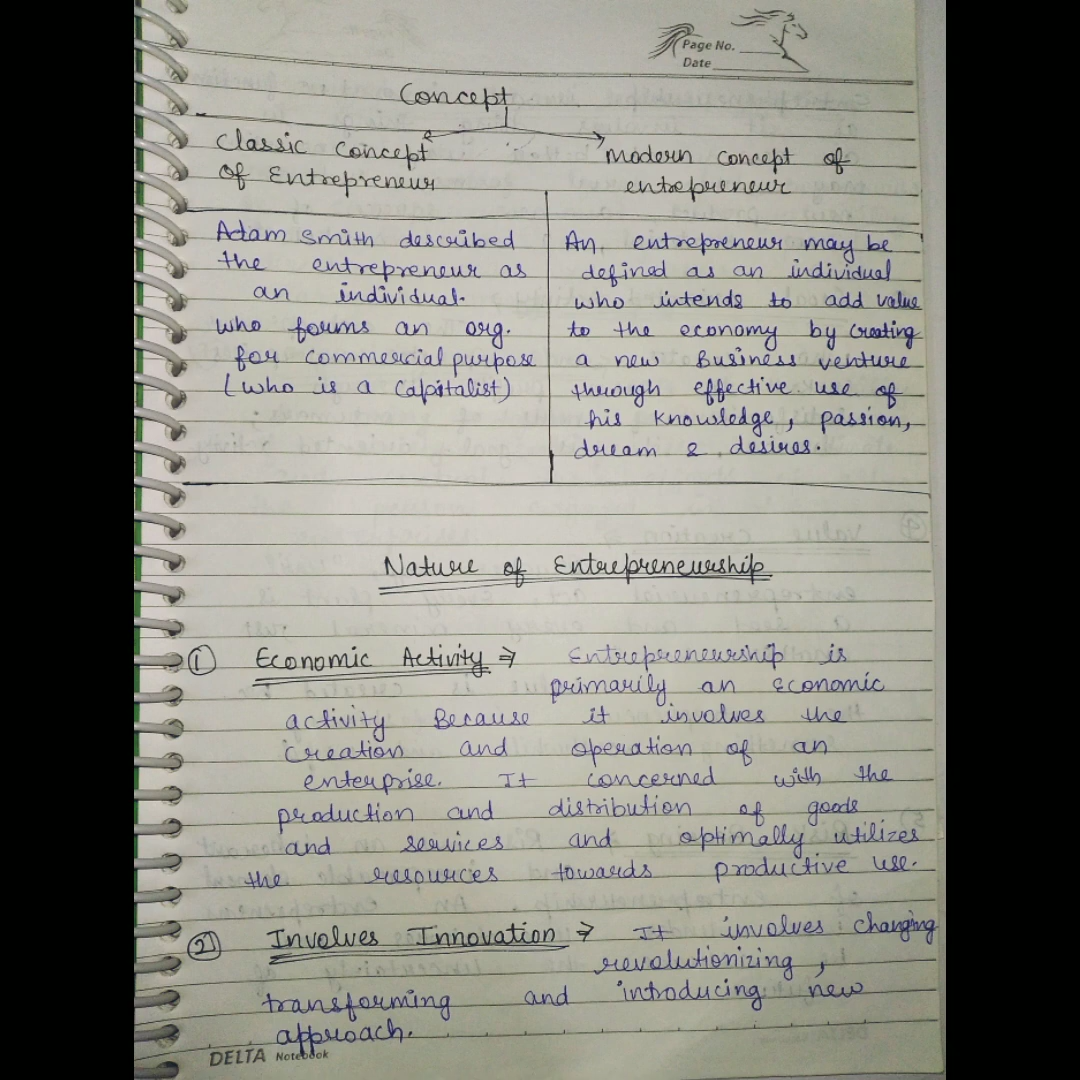 Page No.
Date
Concept
Classic Concept
of Entrepreneur
Modern concept of
entrepreneur
Adam Smith described
the entrepreneur as
an individual.
who forms an org.
for commercial purpose
(who is a Capitalist)
An entrepreneur may be
defined as an individual
who intends to add value
to the economy by creating
a new Business venture
through effective use of
his knowledge, passion,
dream & desires.
Nature of Entrepreneurship
① Economic Activity ⇒ Entrepreneurship is
primarily an economic
activity Because it involves the
creation and operation of an
enterprise. It concerned with the
production and distribution of goods
and services and optimally utilizes
the resources towards productive use.
② Involves Innovation ⇒ It involves changing
revolutionizing,
transforming and introducing new
approach.
DELTA Notebook